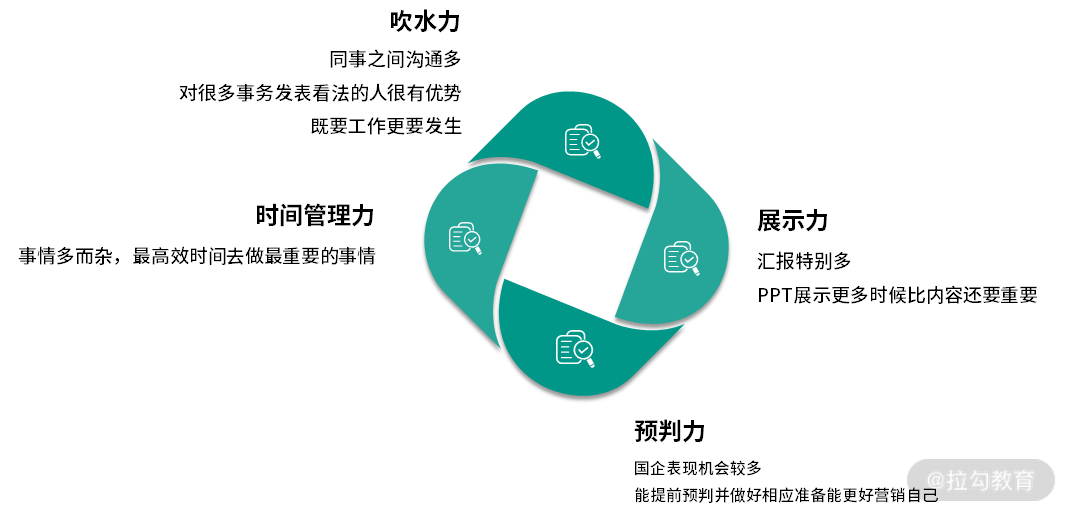 吹水力
同事之间沟通多
对很多事务发表看法的人很有优势
既要工作更要发生
时间管理力
事情多而杂，最高效时间去做最重要的事情
展示力
汇报特别多
PPT展示更多时候比内容还要重要
预判力
国企表现机会较多
能提前预判并做好相应准备能更好营销自己
@拉勾教育